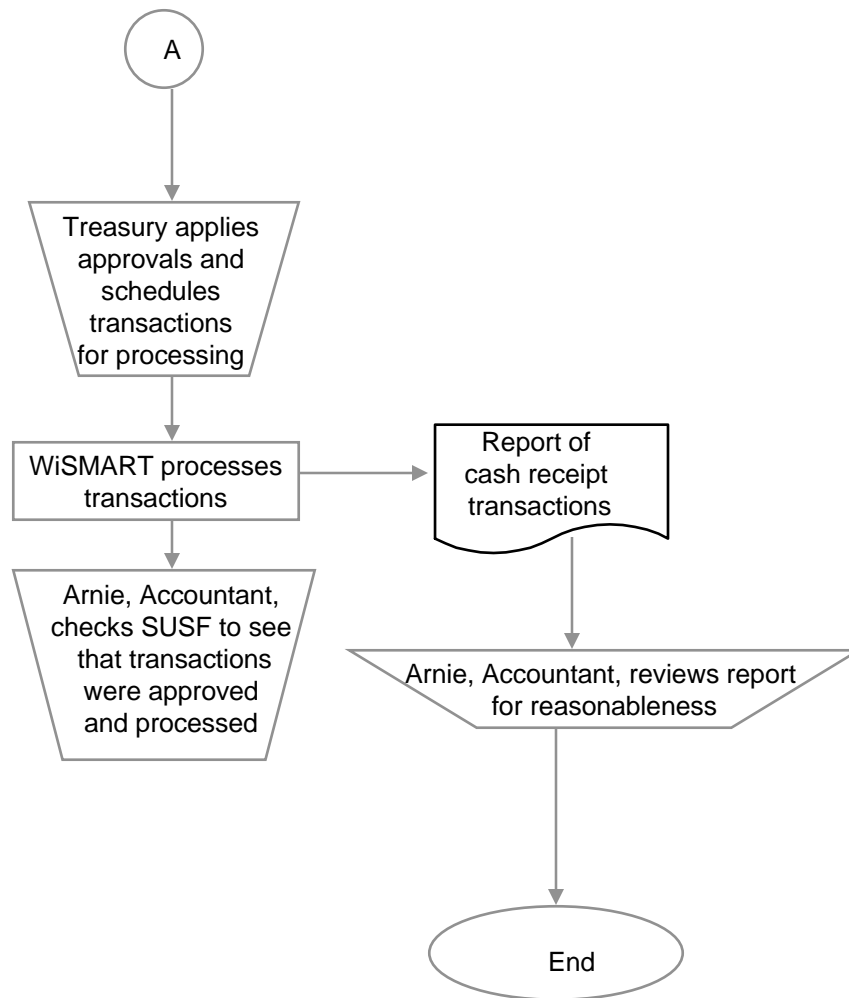 A
Treasury applies
approvals and
schedules
transactions
for processing
WiSMART processes
transactions
Report of
cash receipt
transactions
Arnie, Accountant,
checks SUSF to see
that transactions
were approved
and processed
Arnie, Accountant, reviews report
for reasonableness
End